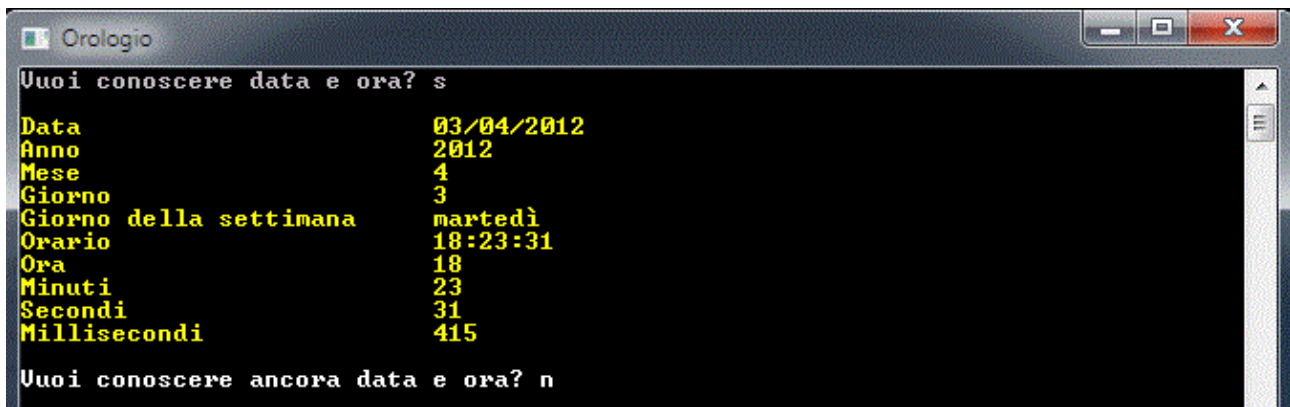 Orologio
Vuoi conoscere data e ora? s
Data 03/04/2012
Anno 2012
Mese 4
Giorno 3
Giorno della settimana martedì
Orario 18:23:31
Ora 18
Minuti 23
Secondi 31
Millisecondi 415
Vuoi conoscere ancora data e ora? n